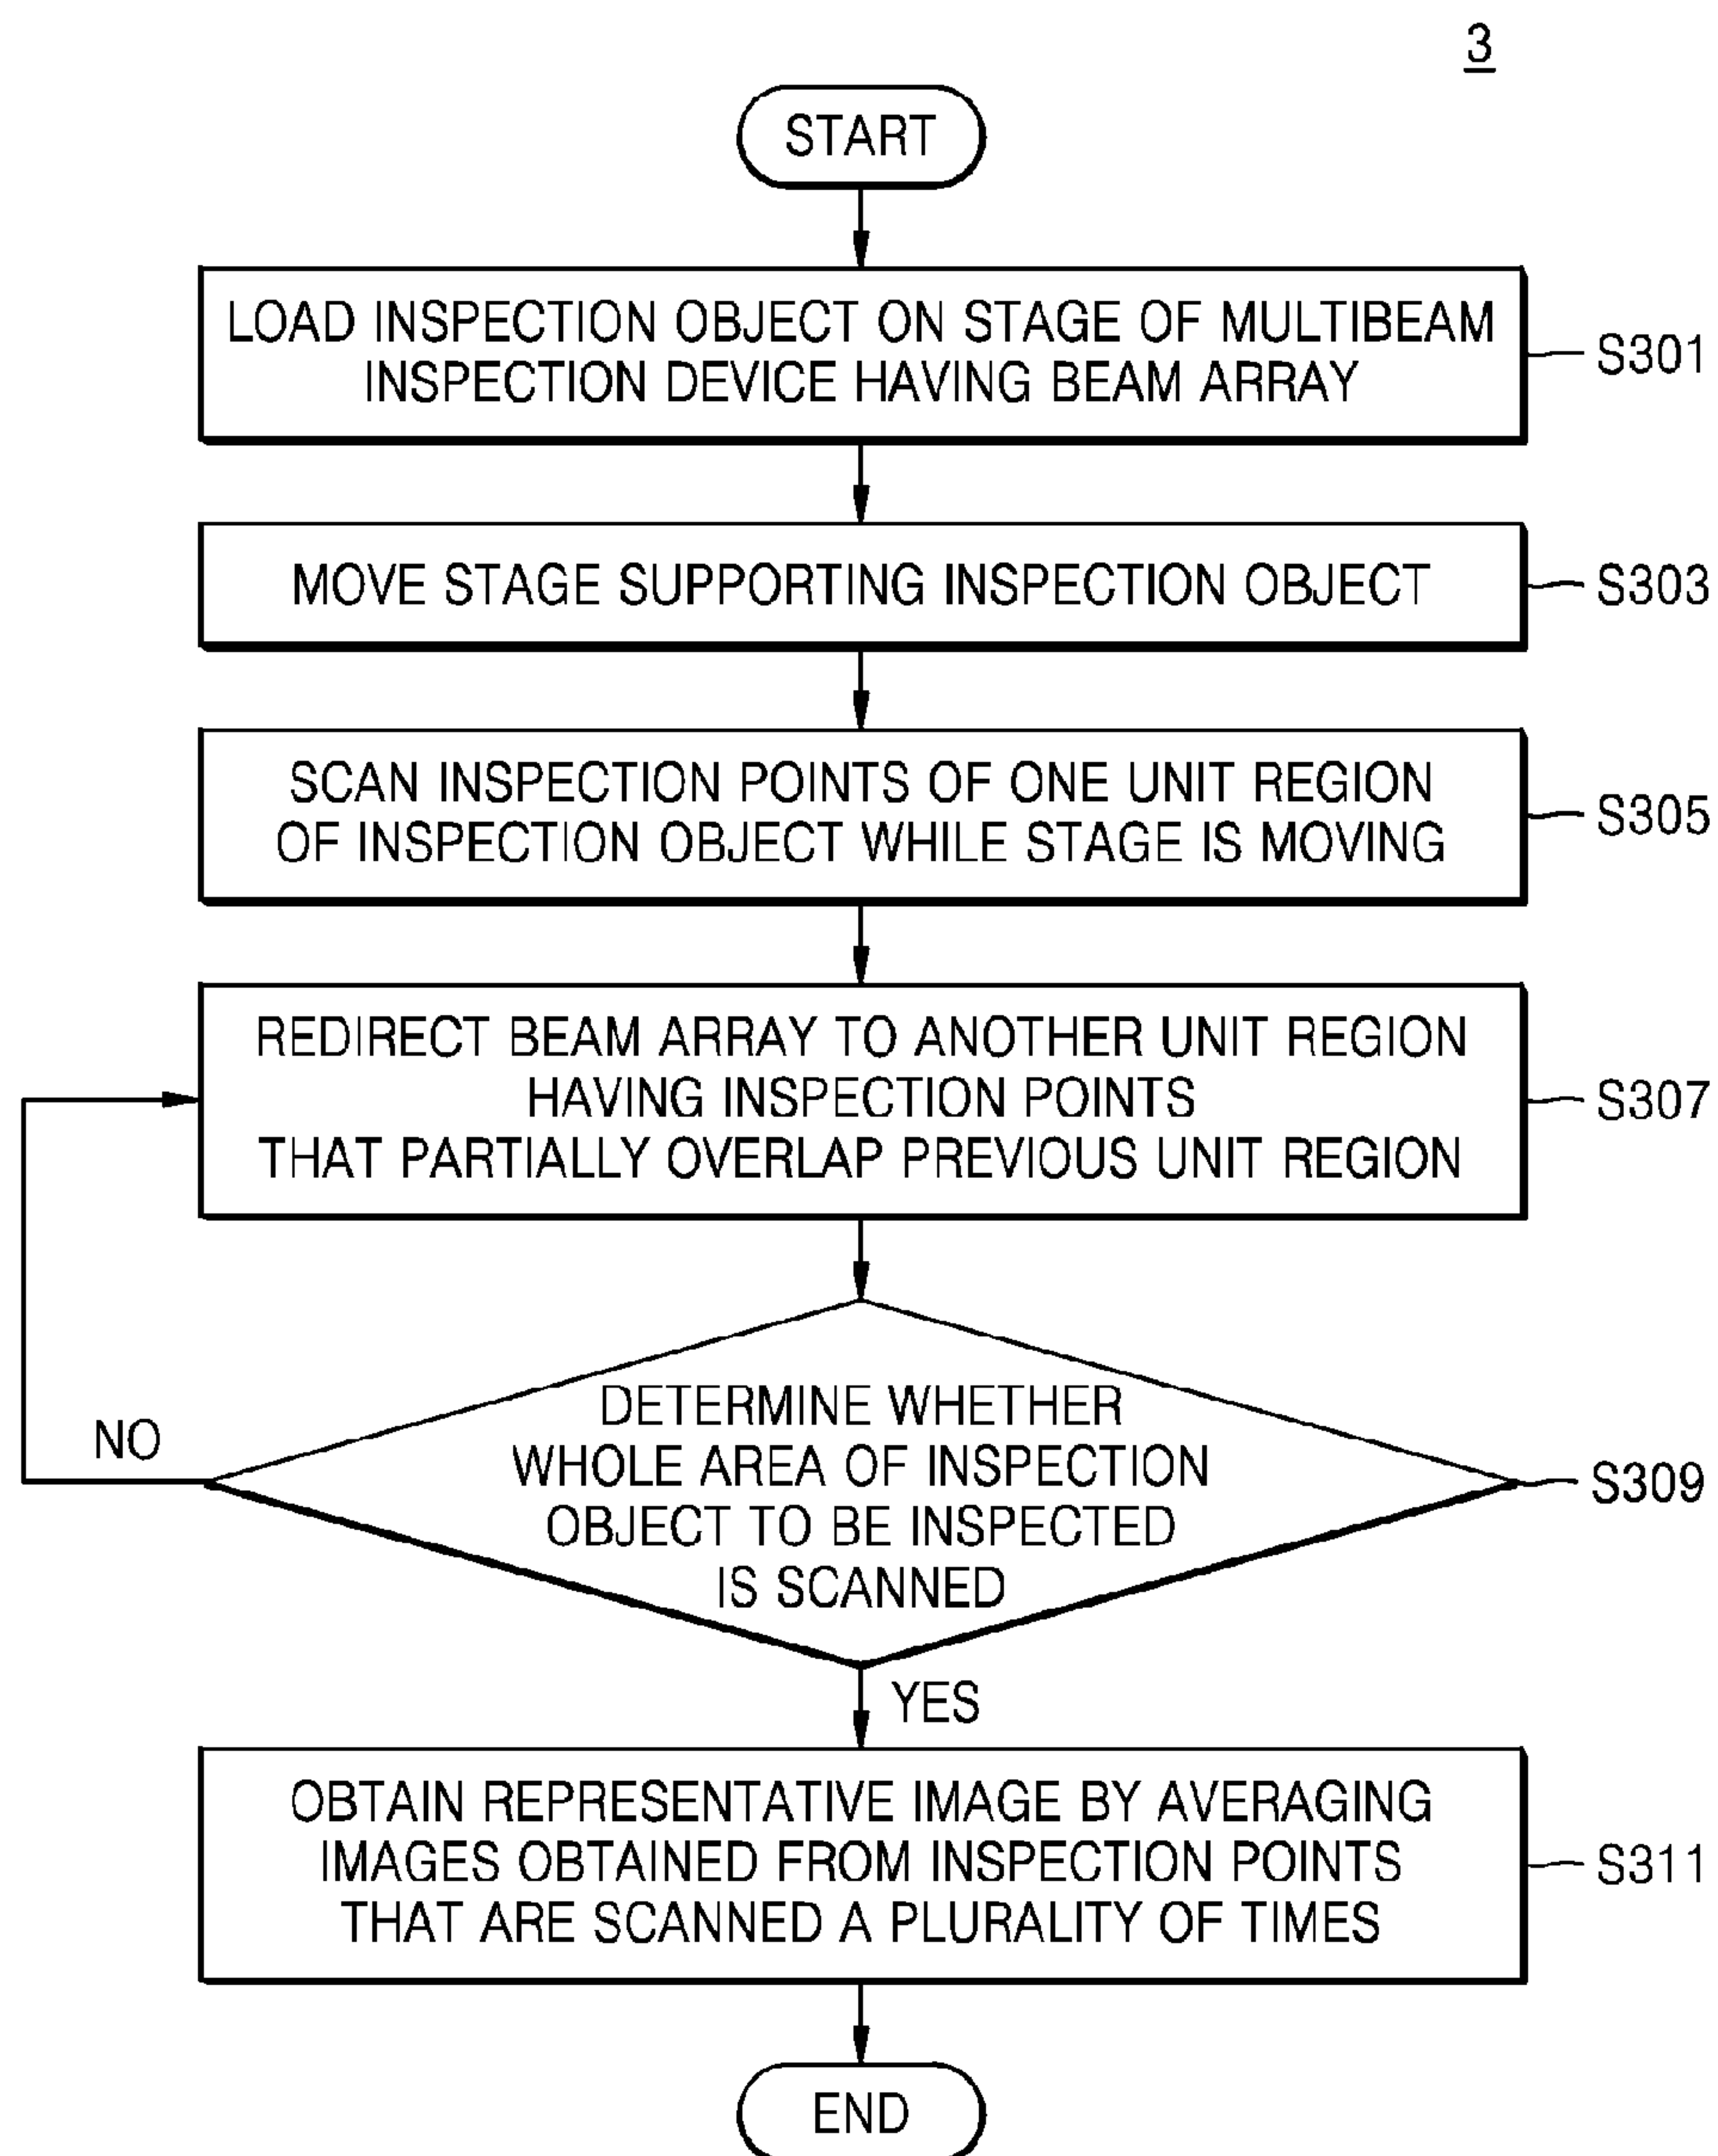 3
START
LOAD INSPECTION OBJECT ON STAGE OF MULTIBEAM
INSPECTION DEVICE HAVING BEAM ARRAY
S301
MOVE STAGE SUPPORTING INSPECTION OBJECT
S303
SCAN INSPECTION POINTS OF ONE UNIT REGION
OF INSPECTION OBJECT WHILE STAGE IS MOVING
S305
REDIRECT BEAM ARRAY TO ANOTHER UNIT REGION
HAVING INSPECTION POINTS
THAT PARTIALLY OVERLAP PREVIOUS UNIT REGION
S307
NO
DETERMINE WHETHER
WHOLE AREA OF INSPECTION
OBJECT TO BE INSPECTED
IS SCANNED
S309
YES
OBTAIN REPRESENTATIVE IMAGE BY AVERAGING
IMAGES OBTAINED FROM INSPECTION POINTS
THAT ARE SCANNED A PLURALITY OF TIMES
S311
END